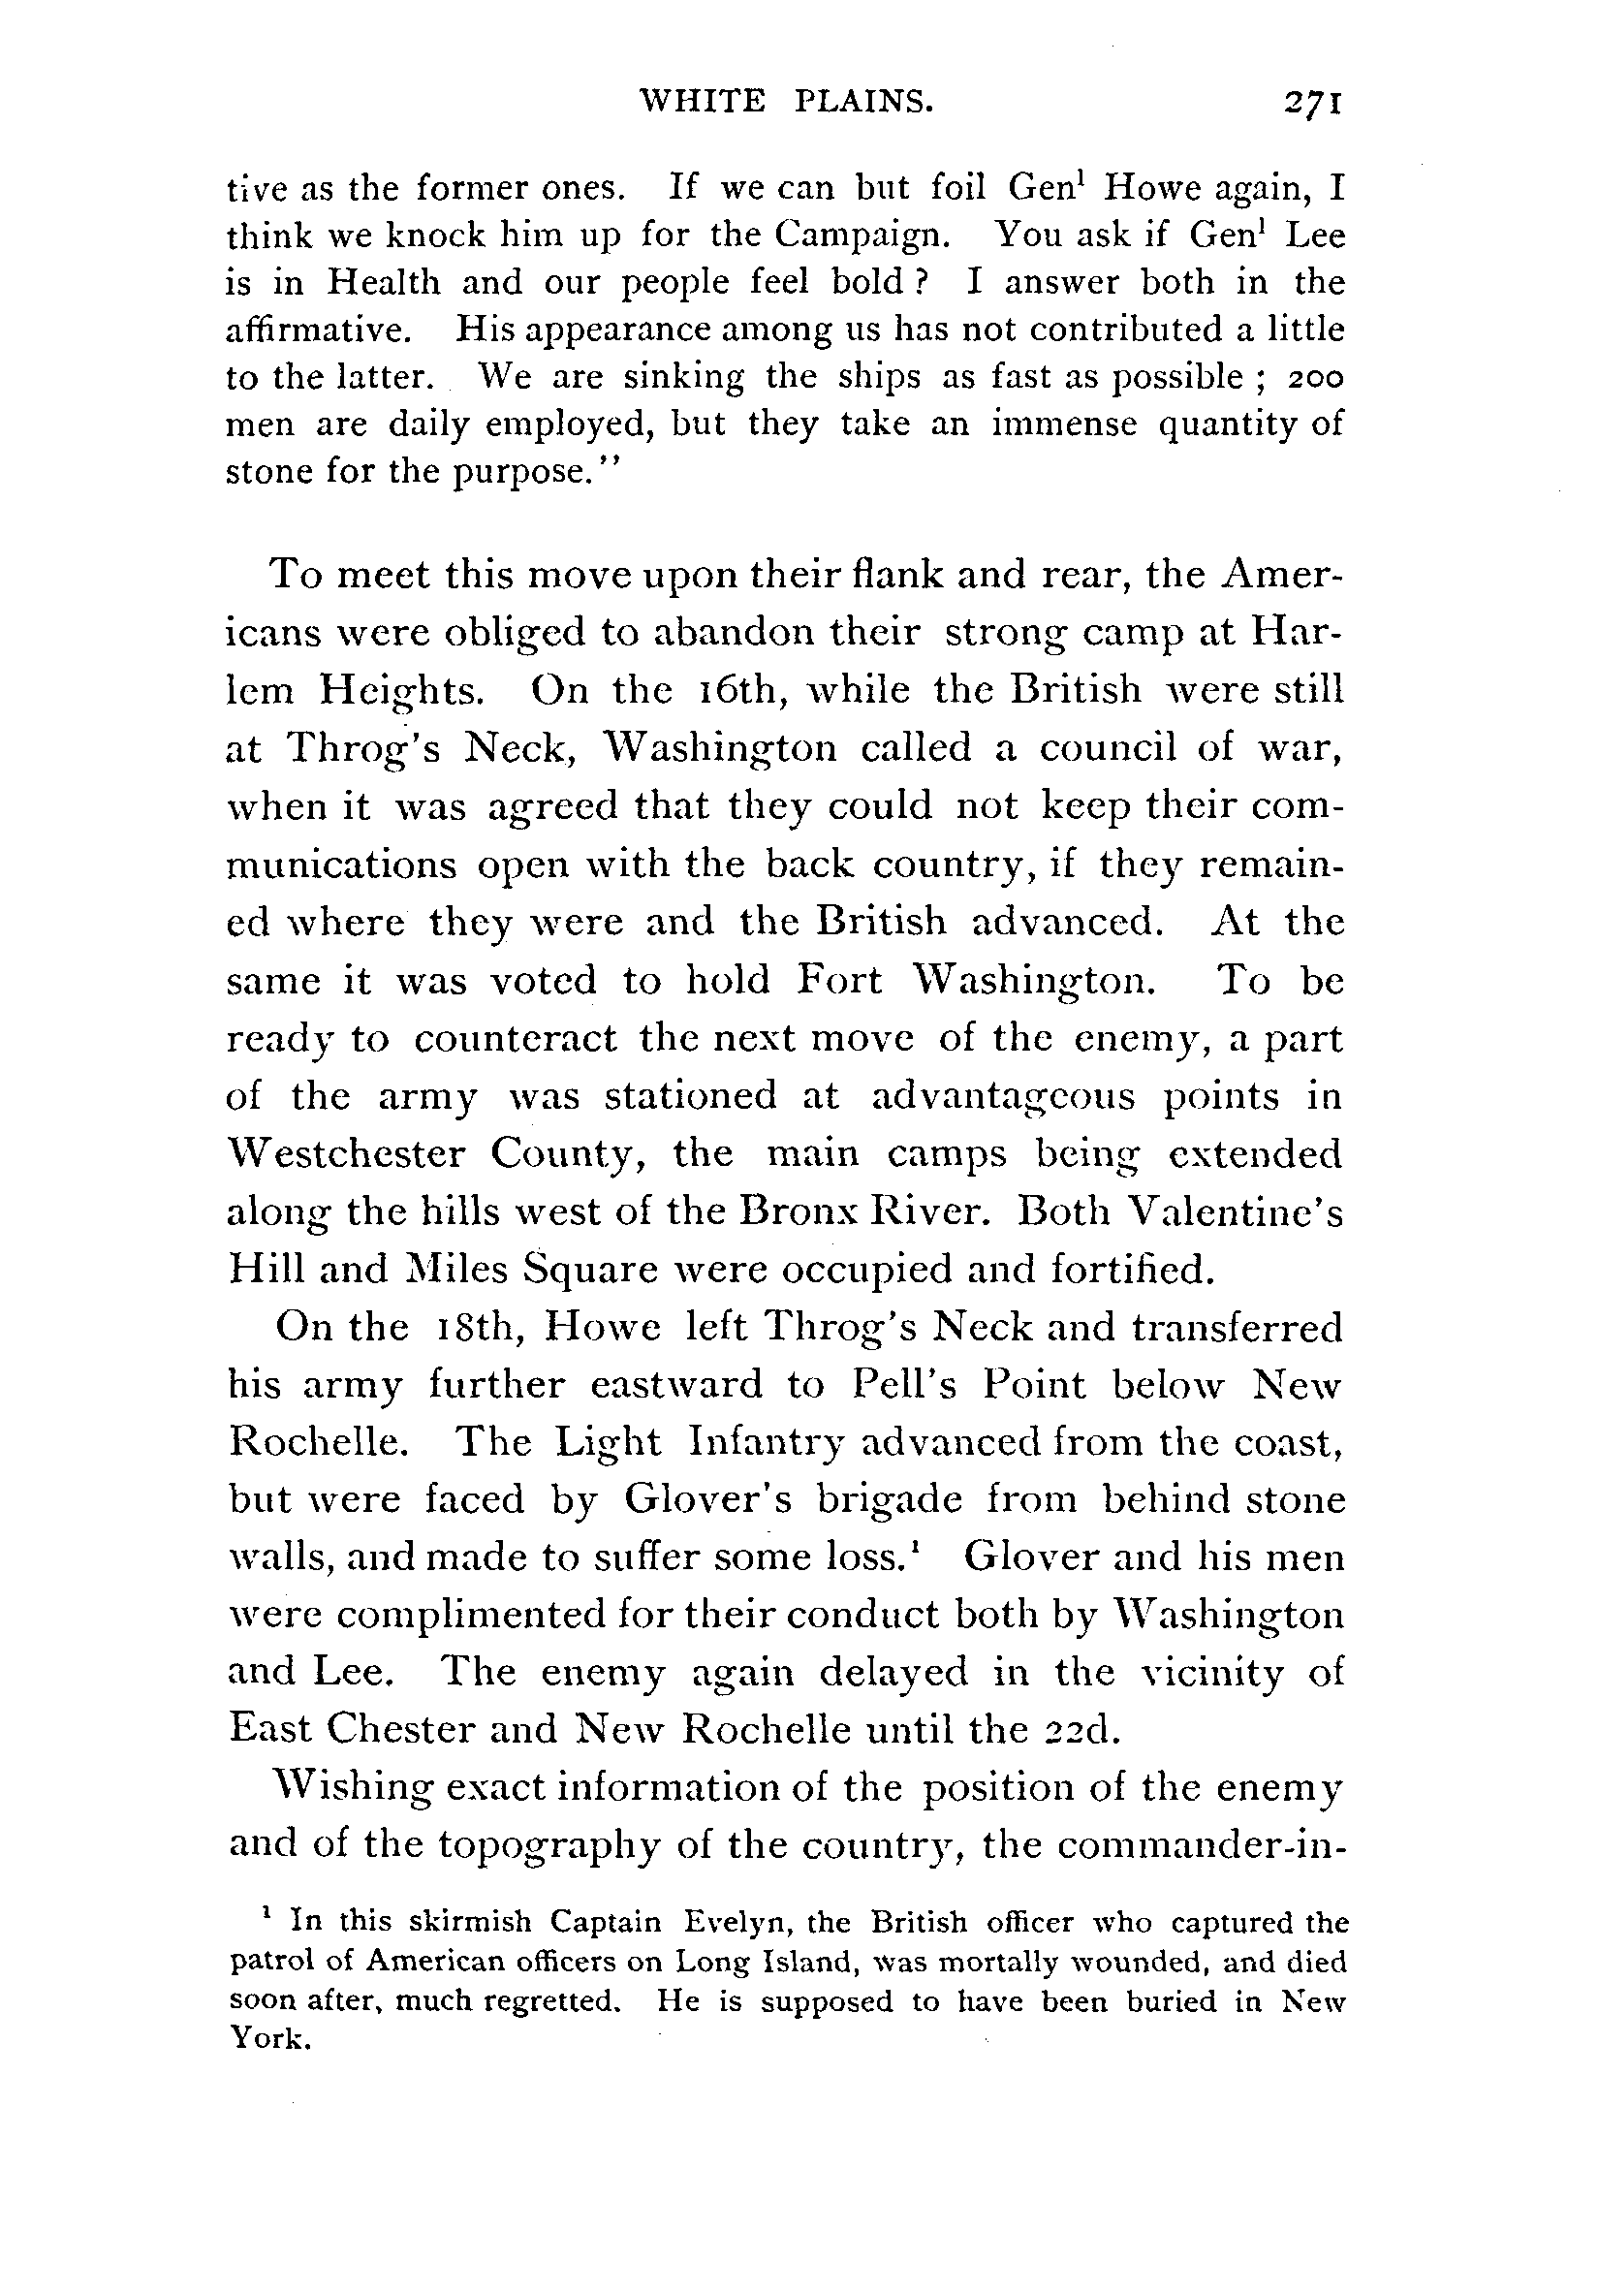 WHITE PLAINS. 271
tive as the former ones. If we can but foil Genˡ Howe again, I
think we knock him up for the Campaign. You ask if Genˡ Lee
is in Health and our people feel bold ? I answer both in the
affirmative. His appearance among us has not contributed a little
to the latter. We are sinking the ships as fast as possible ; 200
men are daily employed, but they take an immense quantity of
stone for the purpose.”
To meet this move upon their flank and rear, the Amer-
icans were obliged to abandon their strong camp at Har-
lem Heights. On the 16th, while the British were still
at Throg’s Neck, Washington called a council of war,
when it was agreed that they could not keep their com-
munications open with the back country, if they remain-
ed where they were and the British advanced. At the
same it was voted to hold Fort Washington. To be
ready to counteract the next move of the enemy, a part
of the army was stationed at advantageous points in
Westchester County, the main camps being extended
along the hills west of the Bronx River. Both Valentine’s
Hill and Miles Square were occupied and fortified.
On the 18th, Howe left Throg’s Neck and transferred
his army further eastward to Pell’s Point below New
Rochelle. The Light Infantry advanced from the coast,
but were faced by Glover’s brigade from behind stone
walls, and made to suffer some loss.¹ Glover and his men
were complimented for their conduct both by Washington
and Lee. The enemy again delayed in the vicinity of
East Chester and New Rochelle until the 22d.
Wishing exact information of the position of the enemy
and of the topography of the country, the commander-in-
¹ In this skirmish Captain Evelyn, the British officer who captured the
patrol of American officers on Long Island, was mortally wounded, and died
soon after, much regretted. He is supposed to have been buried in New
York.